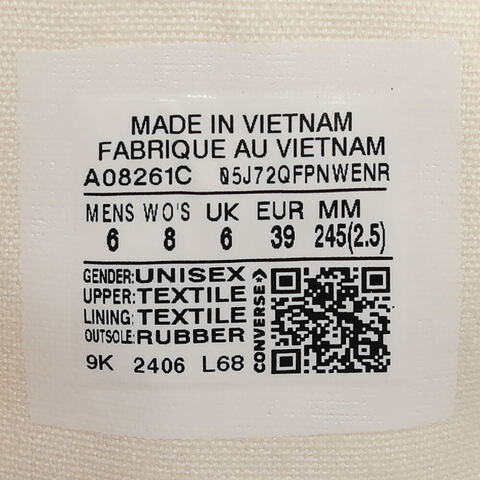 MADE IN VIETNAM
FABRIQUE AU VIETNAM
A08261C Q5J72QFPNWENR
MENS WO'S UK EUR MM
6 8 6 39 245(2.5)
GENDER: UNISEX
UPPER: TEXTILE
LINING: TEXTILE
OUTSOLE: RUBBER
CONVERSE
9K 2406 L68